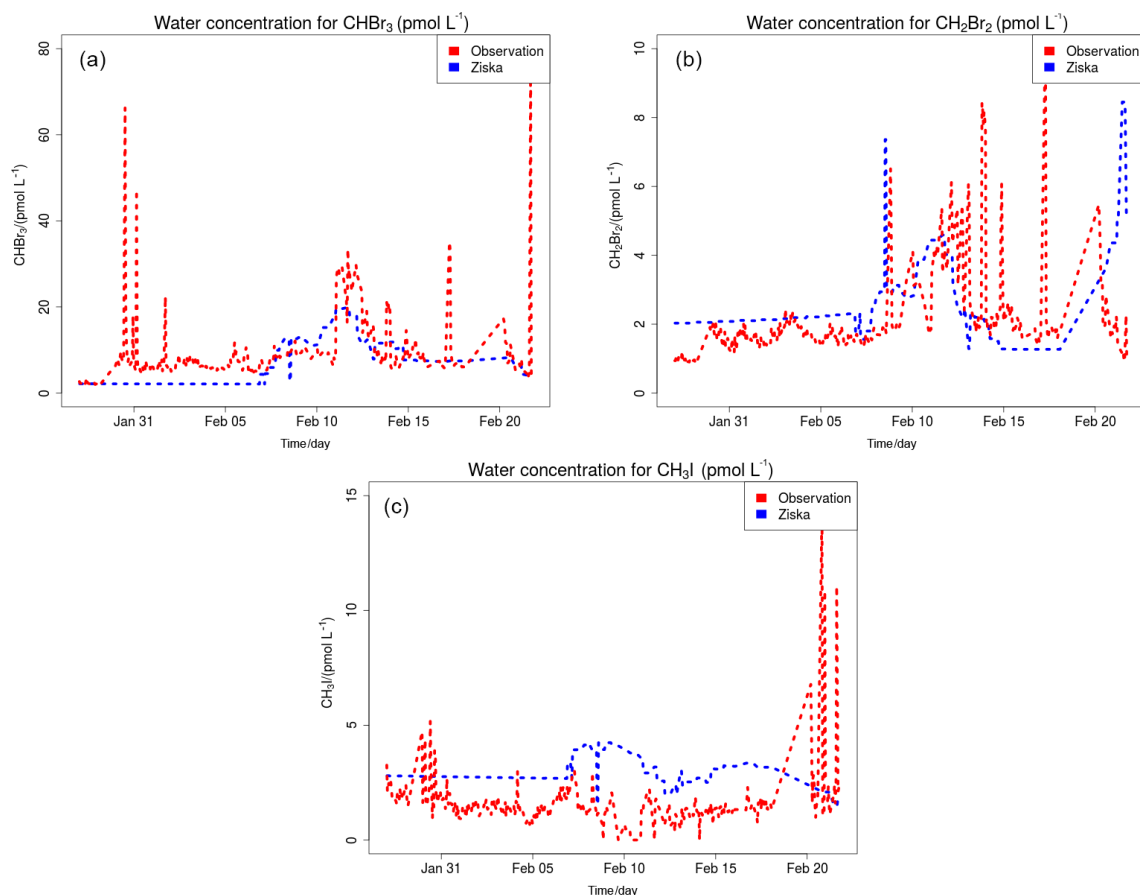 Water concentration for CHBr₃ (pmol L⁻¹)
(a)
Observation
Ziska
CHBr₃/(pmol L⁻¹)
80
60
40
20
0
Jan 31 Feb 05 Feb 10 Feb 15 Feb 20
Time/day
Water concentration for CH₂Br₂ (pmol L⁻¹)
(b)
Observation
Ziska
CH₂Br₂/(pmol L⁻¹)
10
8
6
4
2
0
Jan 31 Feb 05 Feb 10 Feb 15 Feb 20
Time/day
Water concentration for CH₃I (pmol L⁻¹)
(c)
Observation
Ziska
CH₃I/(pmol L⁻¹)
15
10
5
0
Jan 31 Feb 05 Feb 10 Feb 15 Feb 20
Time/day